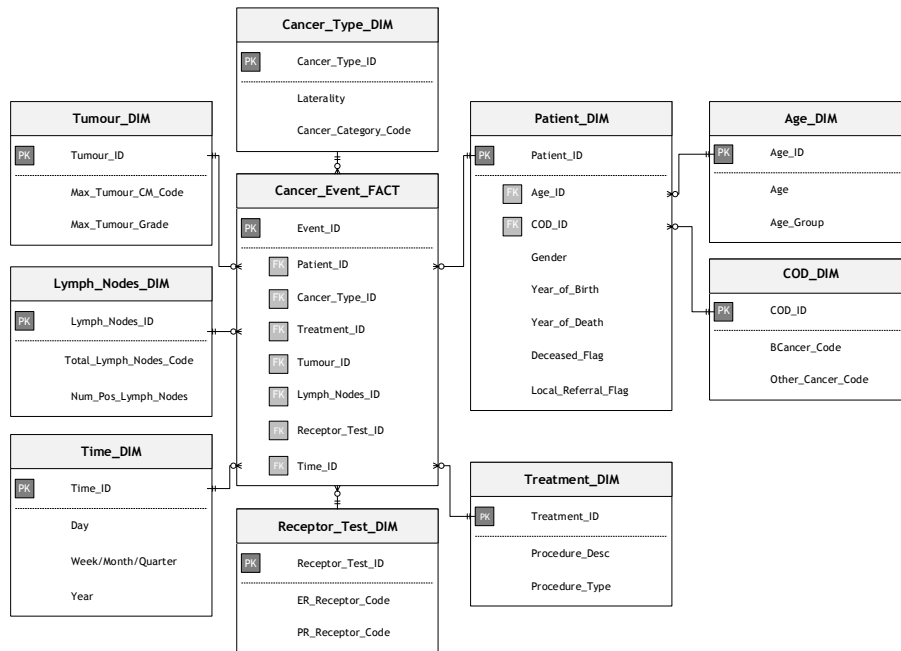 Cancer_Type_DIM
PK Cancer_Type_ID
Laterality
Cancer_Category_Code
Tumour_DIM
PK Tumour_ID
Max_Tumour_CM_Code
Max_Tumour_Grade
Patient_DIM
PK Patient_ID
FK Age_ID
FK COD_ID
Gender
Year_of_Birth
Year_of_Death
Deceased_Flag
Local_Referral_Flag
Age_DIM
PK Age_ID
Age
Age_Group
Cancer_Event_FACT
PK Event_ID
FK Patient_ID
FK Cancer_Type_ID
FK Treatment_ID
FK Tumour_ID
FK Lymph_Nodes_ID
FK Receptor_Test_ID
FK Time_ID
Lymph_Nodes_DIM
PK Lymph_Nodes_ID
Total_Lymph_Nodes_Code
Num_Pos_Lymph_Nodes
COD_DIM
PK COD_ID
BCancer_Code
Other_Cancer_Code
Time_DIM
PK Time_ID
Day
Week/Month/Quarter
Year
Receptor_Test_DIM
PK Receptor_Test_ID
ER_Receptor_Code
PR_Receptor_Code
Treatment_DIM
PK Treatment_ID
Procedure_Desc
Procedure_Type